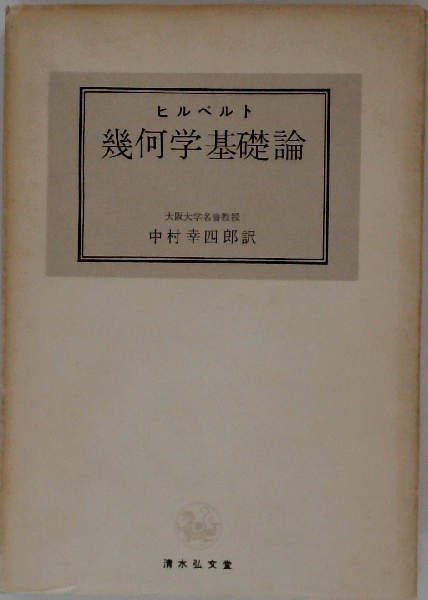 ヒルベルト
幾何学基礎論
大阪大学名誉教授
中村幸四郎訳
清水弘文堂